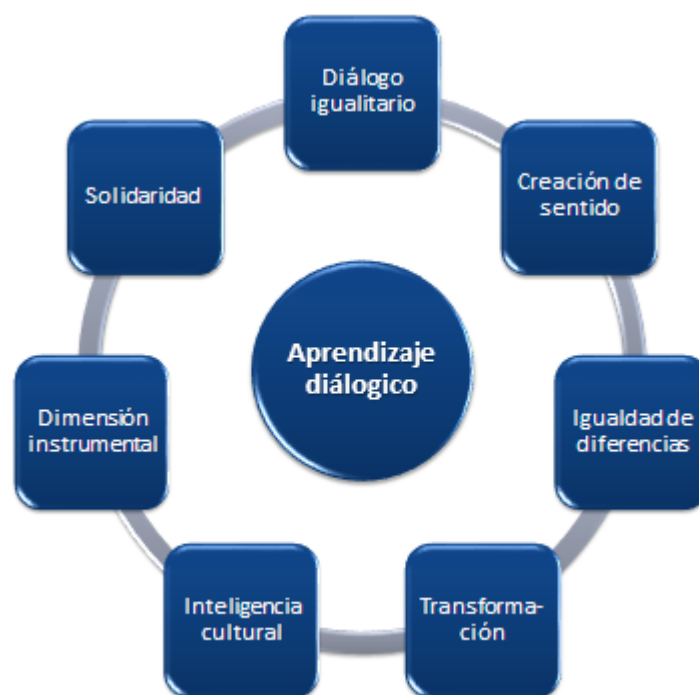 Diálogo
igualitario
Creación de
sentido
Igualdad de
diferencias
Transforma-
ción
Inteligencia
cultural
Dimensión
instrumental
Solidaridad
Aprendizaje
diálogico